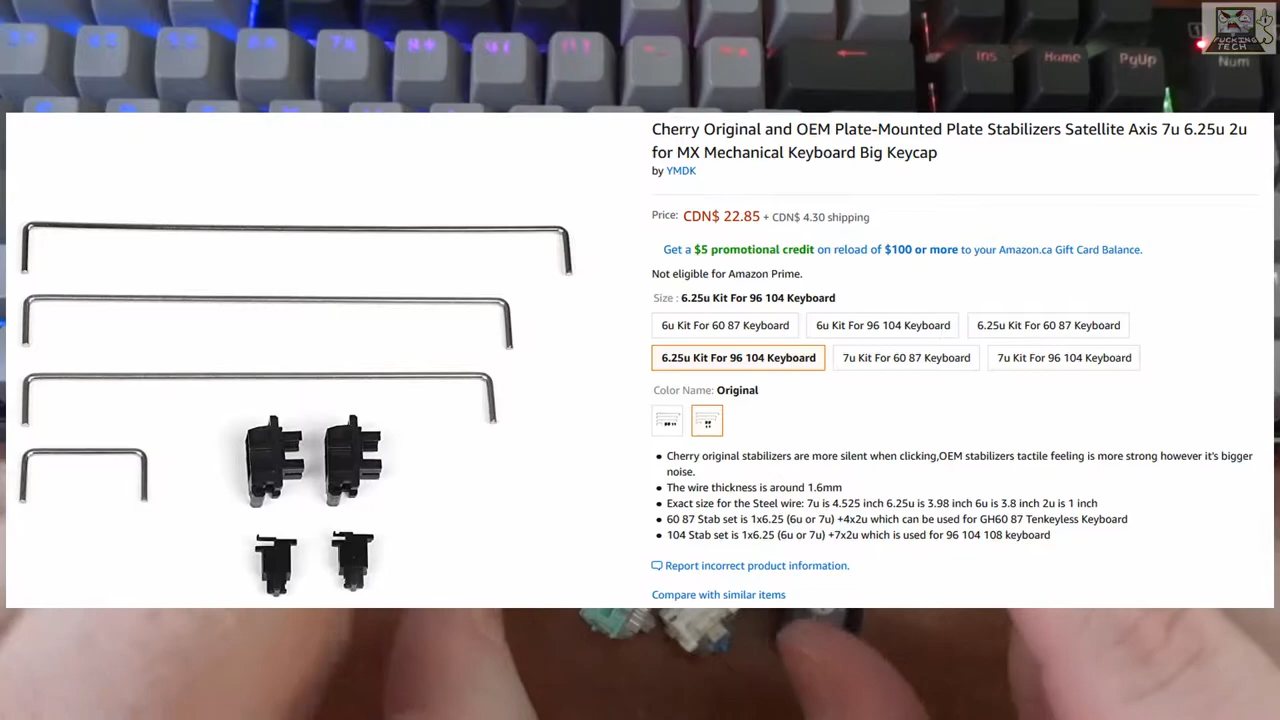 Ins
Home
PgUp
Num
FUCKING
TECH
Cherry Original and OEM Plate-Mounted Plate Stabilizers Satellite Axis 7u 6.25u 2u
for MX Mechanical Keyboard Big Keycap
by YMDK
Price: CDN$ 22.85 + CDN$ 4.30 shipping
Get a $5 promotional credit on reload of $100 or more to your Amazon.ca Gift Card Balance.
Not eligible for Amazon Prime.
Size : 6.25u Kit For 96 104 Keyboard
6u Kit For 60 87 Keyboard
6u Kit For 96 104 Keyboard
6.25u Kit For 60 87 Keyboard
6.25u Kit For 96 104 Keyboard
7u Kit For 60 87 Keyboard
7u Kit For 96 104 Keyboard
Color Name: Original
Cherry original stabilizers are more silent when clicking,OEM stabilizers tactile feeling is more strong however it's bigger
noise.
The wire thickness is around 1.6mm
Exact size for the Steel wire: 7u is 4.525 inch 6.25u is 3.98 inch 6u is 3.8 inch 2u is 1 inch
60 87 Stab set is 1x6.25 (6u or 7u) +4x2u which can be used for GH60 87 Tenkeyless Keyboard
104 Stab set is 1x6.25 (6u or 7u) +7x2u which is used for 96 104 108 keyboard
Report incorrect product information.
Compare with similar items